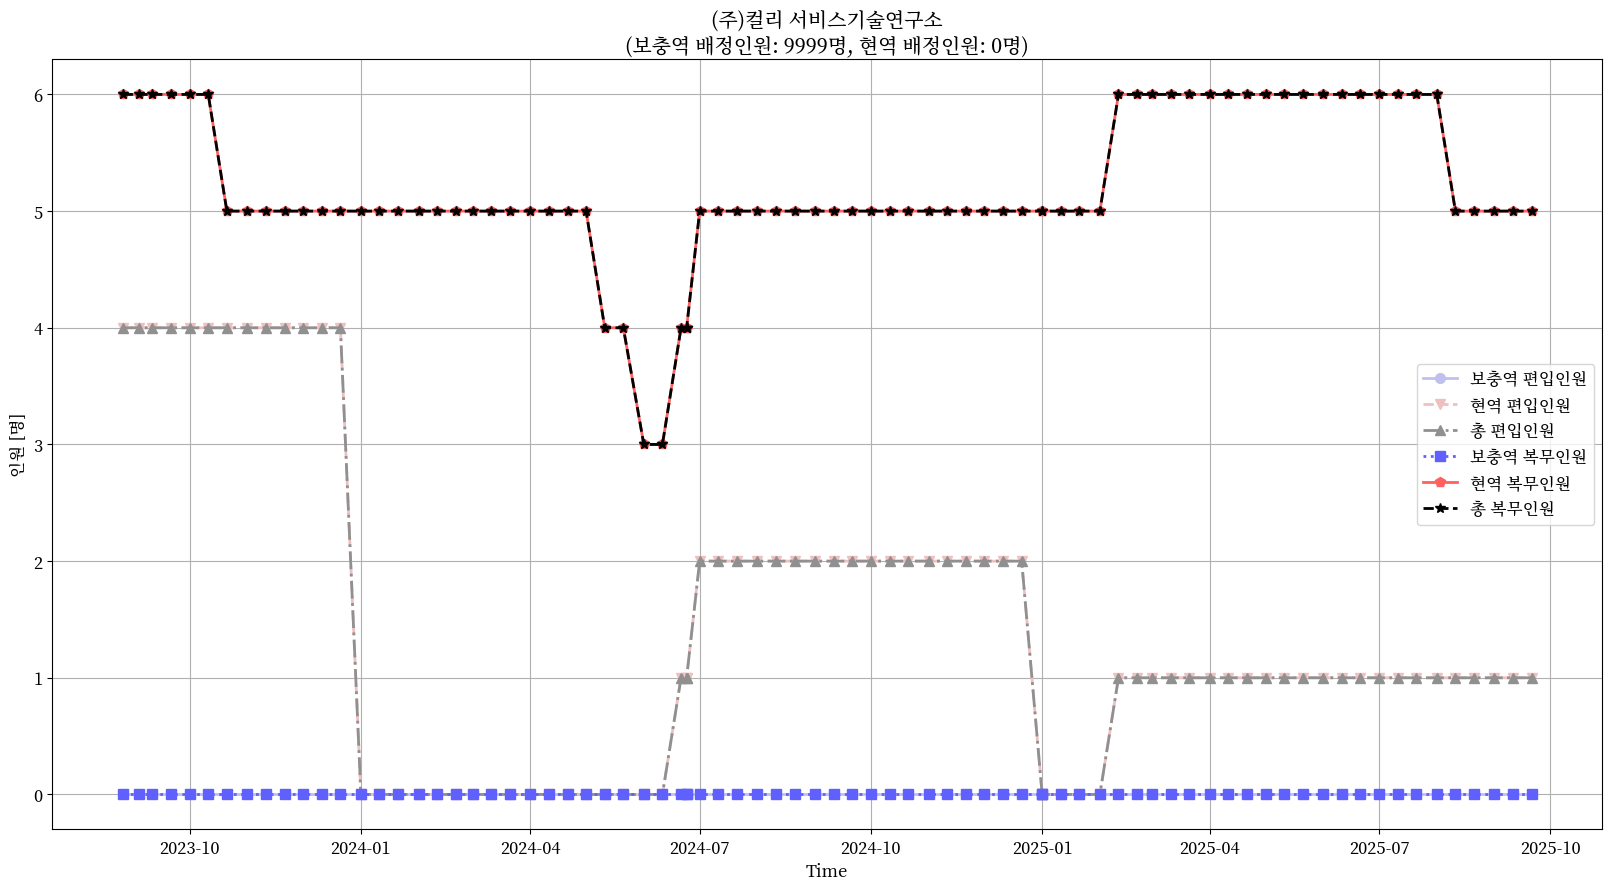 (주)컬리 서비스기술연구소
(보충역 배정인원: 9999명, 현역 배정인원: 0명)
인원 [명]
6
5
4
3
2
1
0
보충역 편입인원
현역 편입인원
총 편입인원
보충역 복무인원
현역 복무인원
총 복무인원
2023-10
2024-01
2024-04
2024-07
2024-10
2025-01
2025-04
2025-07
2025-10
Time